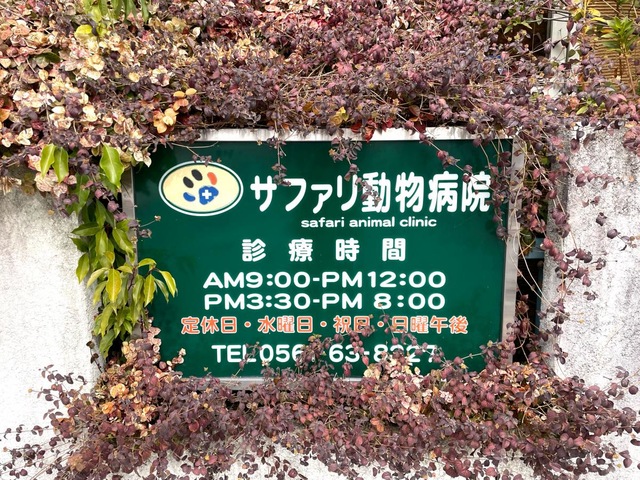 サファリ動物病院
safari animal clinic
診療時間
AM9:00-PM12:00
PM3:30-PM 8:00
定休日・水曜日・祝日・日曜午後
TEL